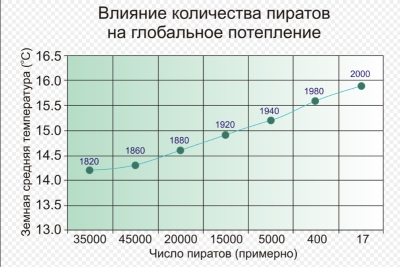 Влияние количества пиратов
на глобальное потепление
Земная средняя температура (°C)
16.5
16.0
15.5
15.0
14.5
14.0
13.0
1820
1860
1880
1920
1940
1980
2000
35000 45000 20000 15000 5000 400 17
Число пиратов (примерно)